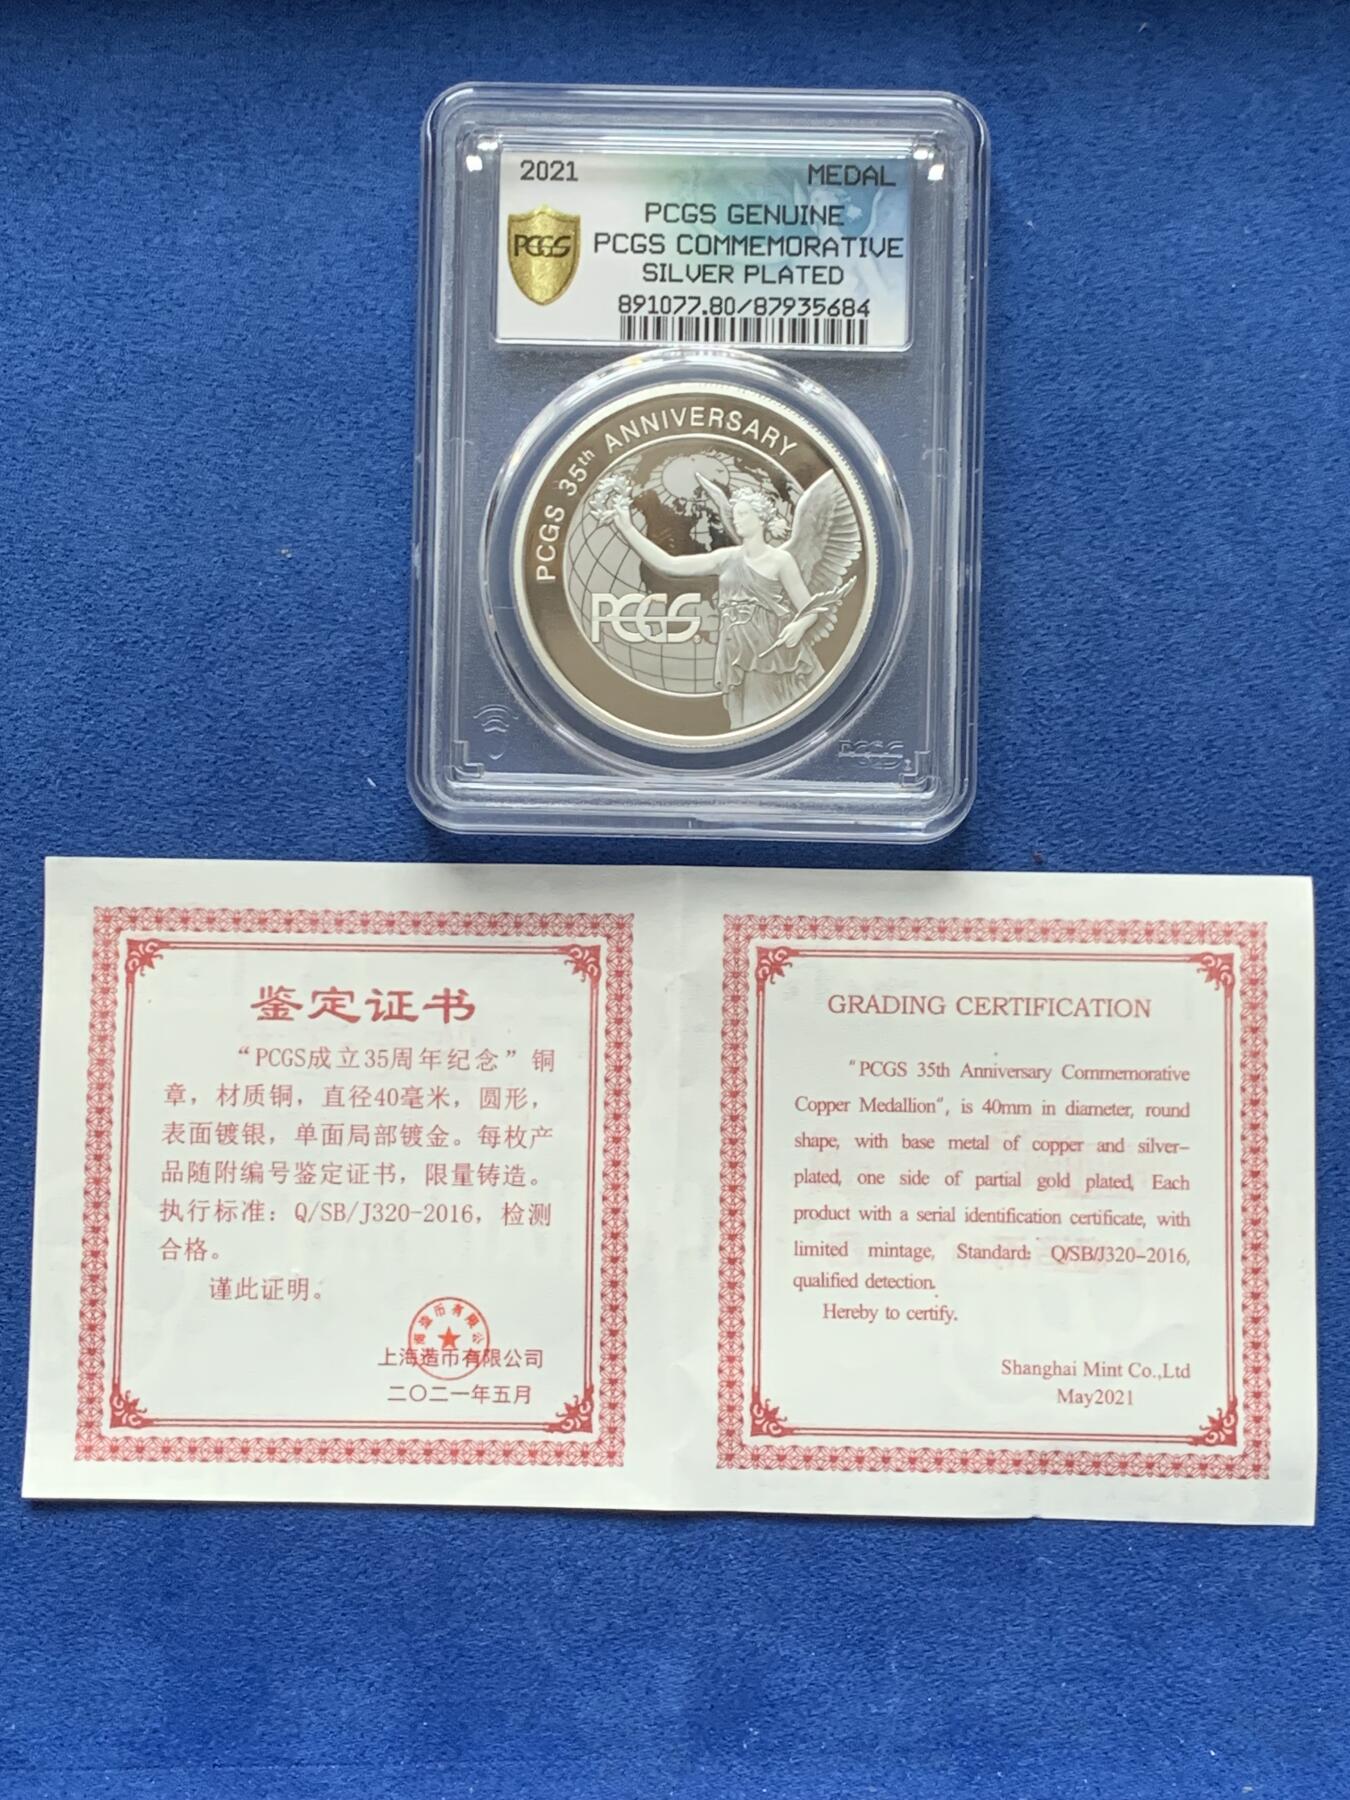 2021 MEDAL
PCGS GENUINE
PCGS
PCGS COMMEMORATIVE
SILVER PLATED
891077.80/87935684
PCGS 35th ANNIVERSARY
PCGS
PCGS
鉴定证书
“PCGS成立35周年纪念”铜
章，材质铜，直径40毫米，圆形，
表面镀银，单面局部镀金。每枚产
品随附编号鉴定证书，限量铸造。
执行标准：Q/SB/J320-2016，检测
合格。
谨此证明。
上海造币有限公司
二〇二一年五月
GRADING CERTIFICATION
"PCGS 35th Anniversary Commemorative
Copper Medallion", is 40mm in diameter, round
shape, with base metal of copper and silver-
plated, one side of partial gold plated, Each
product with a serial identification certificate, with
limited mintage, Standard: Q/SB/J320-2016,
qualified detection.
Hereby to certify.
Shanghai Mint Co.,Ltd
May2021